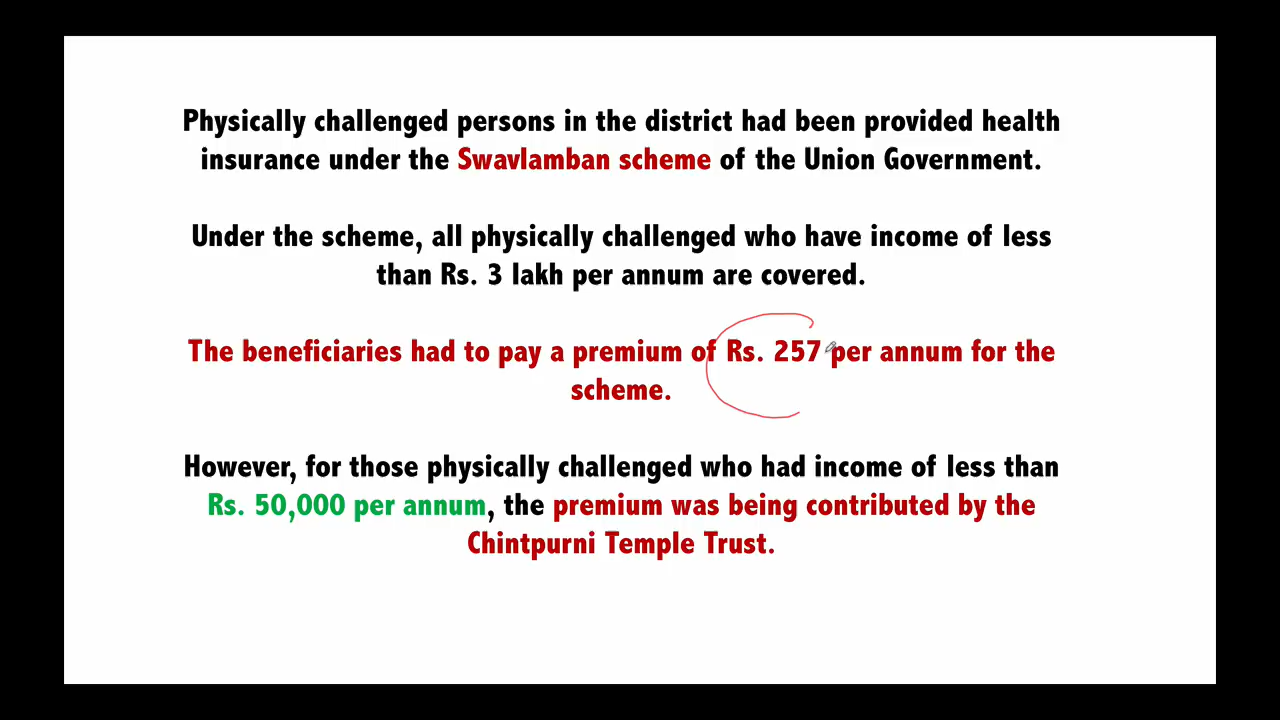 Physically challenged persons in the district had been provided health
insurance under the Swavlamban scheme of the Union Government.
Under the scheme, all physically challenged who have income of less
than Rs. 3 lakh per annum are covered.
The beneficiaries had to pay a premium of Rs. 257 per annum for the
scheme.
However, for those physically challenged who had income of less than
Rs. 50,000 per annum, the premium was being contributed by the
Chintpurni Temple Trust.